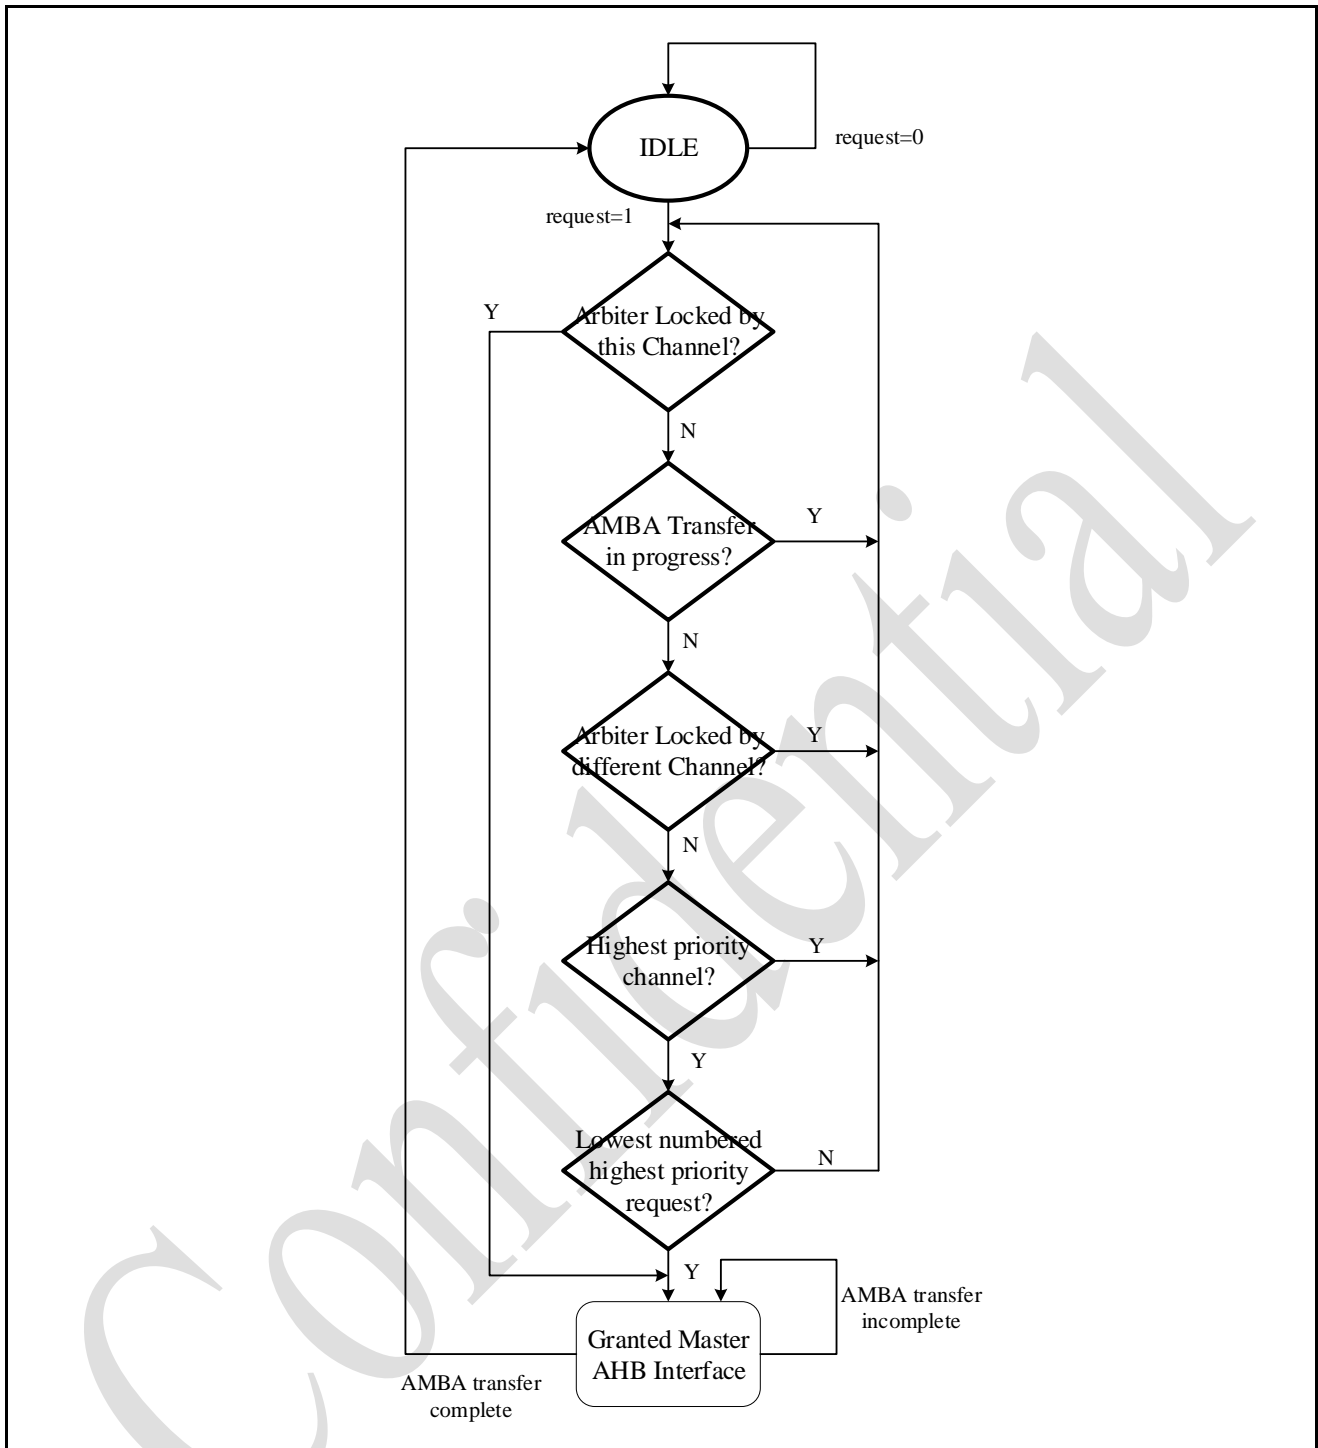 IDLE
request=0
request=1
Arbiter Locked by
this Channel?
Y
N
AMBA Transfer
in progress?
Y
N
Arbiter Locked by
different Channel?
Y
N
Highest priority
channel?
Y
Y
Lowest numbered
highest priority
request?
N
Y
AMBA transfer
incomplete
Granted Master
AHB Interface
AMBA transfer
complete
Confidential